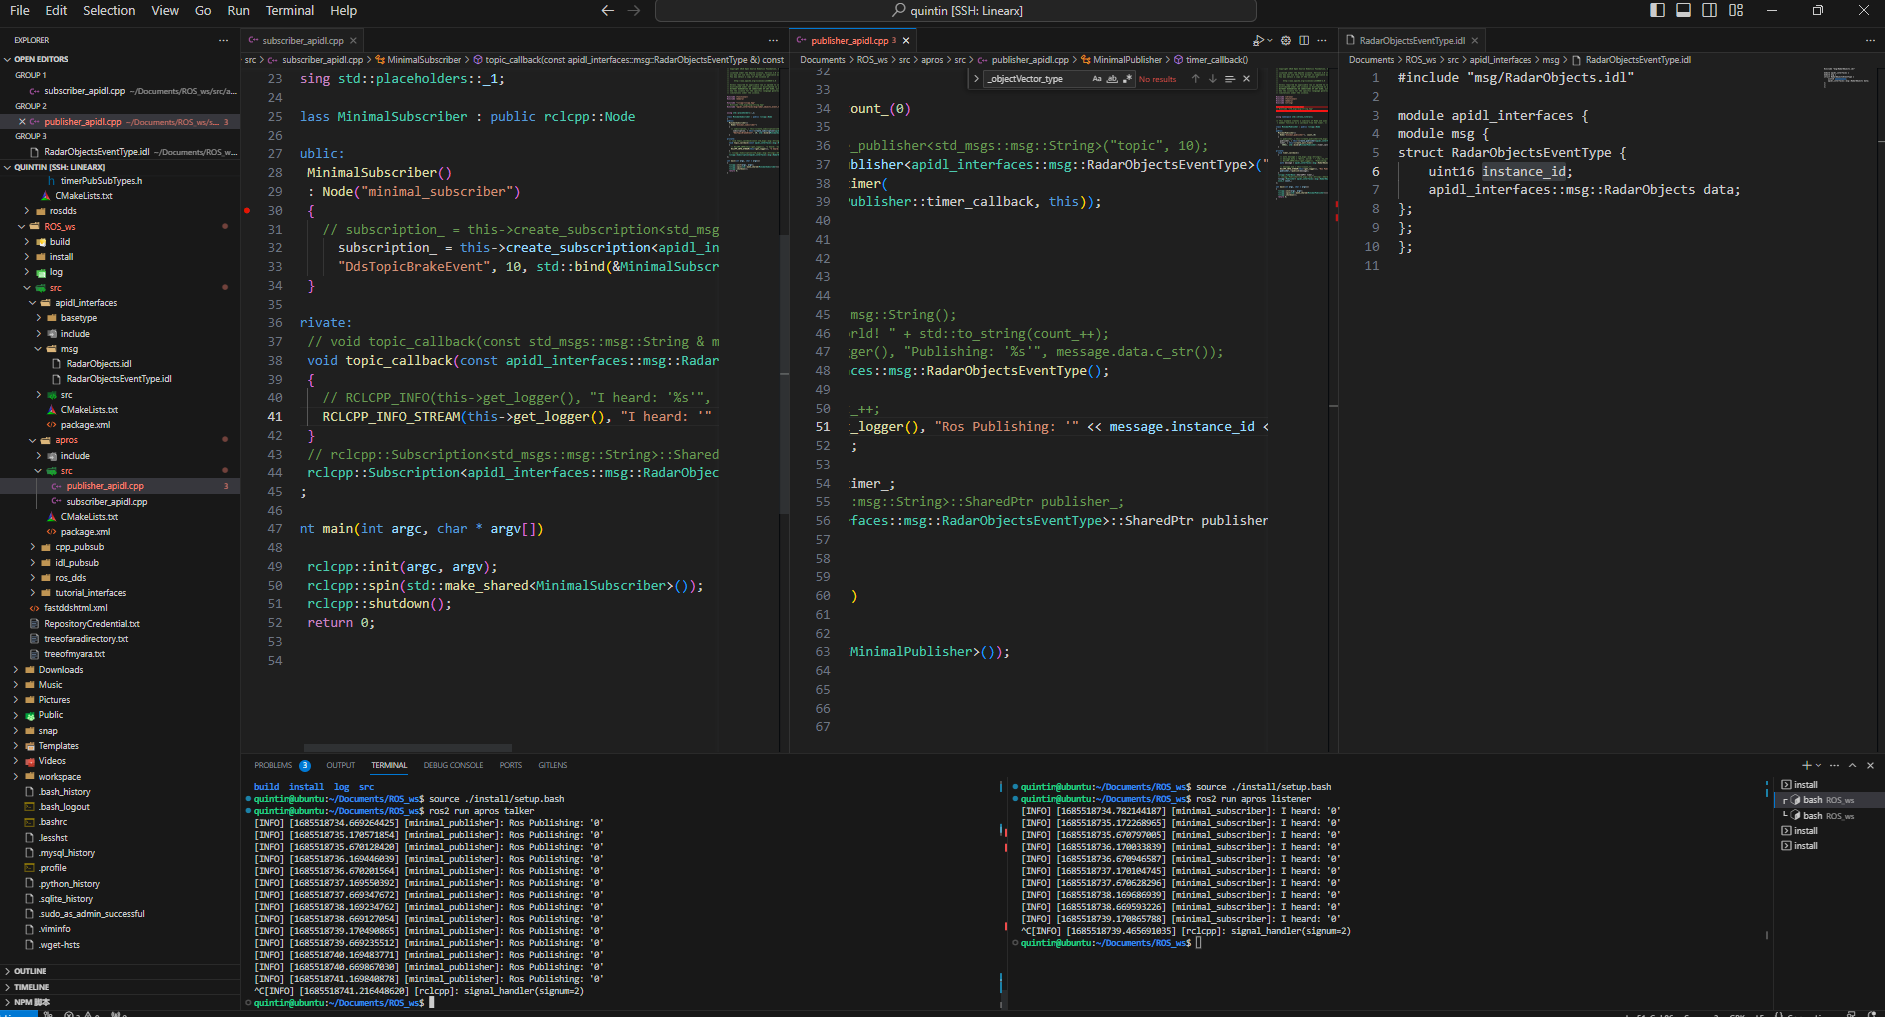 File Edit Selection View Go Run Terminal Help
quintin [SSH: Linearx]
EXPLORER
OPEN EDITORS
GROUP 1
subscriber_apidl.cpp ~/Documents/ROS_ws/src/a...
GROUP 2
publisher_apidl.cpp ~/Documents/ROS_ws/s... 3
GROUP 3
RadarObjectsEventType.idl ~/Documents/ROS_w...
QUINTIN [SSH: LINEARX]
timerPubSubTypes.h
CMakeLists.txt
rosdds
ROS_ws
build
install
log
src
apidl_interfaces
basetype
include
msg
RadarObjects.idl
RadarObjectsEventType.idl
src
CMakeLists.txt
package.xml
apros
include
src
publisher_apidl.cpp 3
subscriber_apidl.cpp
CMakeLists.txt
package.xml
cpp_pubsub
idl_pubsub
ros_dds
tutorial_interfaces
fastddshtml.xml
RepositoryCredential.txt
treeofaradirectory.txt
treeofmyara.txt
Downloads
Music
Pictures
Public
snap
Templates
Videos
workspace
.bash_history
.bash_logout
.bashrc
.lesshst
.mysql_history
.profile
.python_history
.sqlite_history
.sudo_as_admin_successful
.viminfo
.wget-hsts
OUTLINE
TIMELINE
NPM 脚本
subscriber_apidl.cpp
src > subscriber_apidl.cpp > MinimalSubscriber > topic_callback(const apidl_interfaces::msg::RadarObjectsEventType &) const
23 sing std::placeholders::_1;
24
25 lass MinimalSubscriber : public rclcpp::Node
26
27 ublic:
28 MinimalSubscriber()
29 : Node("minimal_subscriber")
30 {
31 // subscription_ = this->create_subscription<std_msg
32 subscription_ = this->create_subscription<apidl_in
33 "DdsTopicBrakeEvent", 10, std::bind(&MinimalSubscr
34 }
35
36 rivate:
37 // void topic_callback(const std_msgs::msg::String & m
38 void topic_callback(const apidl_interfaces::msg::Radar
39 {
40 // RCLCPP_INFO(this->get_logger(), "I heard: '%s'",
41 RCLCPP_INFO_STREAM(this->get_logger(), "I heard: '"
42 }
43 // rclcpp::Subscription<std_msgs::msg::String>::Shared
44 rclcpp::Subscription<apidl_interfaces::msg::RadarObjec
45 ;
46
47 nt main(int argc, char * argv[])
48
49 rclcpp::init(argc, argv);
50 rclcpp::spin(std::make_shared<MinimalSubscriber>());
51 rclcpp::shutdown();
52 return 0;
53
54
publisher_apidl.cpp 3
Documents > ROS_ws > src > apros > src > publisher_apidl.cpp > MinimalPublisher > timer_callback()
_objectVector_type Aa ab .* No results
32
33
34 ount_(0)
35
36 _publisher<std_msgs::msg::String>("topic", 10);
37 blisher<apidl_interfaces::msg::RadarObjectsEventType>("
38 timer(
39 Publisher::timer_callback, this));
40
41
42
43
44
45 msg::String();
46 orld! " + std::to_string(count_++);
47 ger(), "Publishing: '%s'", message.data.c_str());
48 aces::msg::RadarObjectsEventType();
49
50 _++;
51 _logger(), "Ros Publishing: '" << message.instance_id <
52 ;
53
54 timer_;
55 :msg::String>::SharedPtr publisher_;
56 faces::msg::RadarObjectsEventType>::SharedPtr publisher
57
58
59
60 )
61
62
63 MinimalPublisher>());
64
65
66
67
RadarObjectsEventType.idl
Documents > ROS_ws > src > apidl_interfaces > msg > RadarObjectsEventType.idl
1 #include "msg/RadarObjects.idl"
2
3 module apidl_interfaces {
4 module msg {
5 struct RadarObjectsEventType {
6 uint16 instance_id;
7 apidl_interfaces::msg::RadarObjects data;
8 };
9 };
10 };
11
PROBLEMS 3 OUTPUT TERMINAL DEBUG CONSOLE PORTS GITLENS
build install log src
quintin@ubuntu:~/Documents/ROS_ws$ source ./install/setup.bash
quintin@ubuntu:~/Documents/ROS_ws$ ros2 run apros talker
[INFO] [1685518734.669264425] [minimal_publisher]: Ros Publishing: '0'
[INFO] [1685518735.170571854] [minimal_publisher]: Ros Publishing: '0'
[INFO] [1685518735.670128420] [minimal_publisher]: Ros Publishing: '0'
[INFO] [1685518736.169446039] [minimal_publisher]: Ros Publishing: '0'
[INFO] [1685518736.670201564] [minimal_publisher]: Ros Publishing: '0'
[INFO] [1685518737.169550392] [minimal_publisher]: Ros Publishing: '0'
[INFO] [1685518737.669347672] [minimal_publisher]: Ros Publishing: '0'
[INFO] [1685518738.169234762] [minimal_publisher]: Ros Publishing: '0'
[INFO] [1685518738.669127054] [minimal_publisher]: Ros Publishing: '0'
[INFO] [1685518739.170490865] [minimal_publisher]: Ros Publishing: '0'
[INFO] [1685518739.669235512] [minimal_publisher]: Ros Publishing: '0'
[INFO] [1685518740.169483771] [minimal_publisher]: Ros Publishing: '0'
[INFO] [1685518740.669867030] [minimal_publisher]: Ros Publishing: '0'
[INFO] [1685518741.169840878] [minimal_publisher]: Ros Publishing: '0'
^C[INFO] [1685518741.216448620] [rclcpp]: signal_handler(signum=2)
quintin@ubuntu:~/Documents/ROS_ws$
quintin@ubuntu:~/Documents/ROS_ws$ source ./install/setup.bash
quintin@ubuntu:~/Documents/ROS_ws$ ros2 run apros listener
[INFO] [1685518734.782144187] [minimal_subscriber]: I heard: '0'
[INFO] [1685518735.172268965] [minimal_subscriber]: I heard: '0'
[INFO] [1685518735.670797005] [minimal_subscriber]: I heard: '0'
[INFO] [1685518736.170033839] [minimal_subscriber]: I heard: '0'
[INFO] [1685518736.670946587] [minimal_subscriber]: I heard: '0'
[INFO] [1685518737.170104745] [minimal_subscriber]: I heard: '0'
[INFO] [1685518737.670628296] [minimal_subscriber]: I heard: '0'
[INFO] [1685518738.169686939] [minimal_subscriber]: I heard: '0'
[INFO] [1685518738.669593226] [minimal_subscriber]: I heard: '0'
[INFO] [1685518739.170865788] [minimal_subscriber]: I heard: '0'
^C[INFO] [1685518739.465691035] [rclcpp]: signal_handler(signum=2)
quintin@ubuntu:~/Documents/ROS_ws$
install
bash ROS_ws
bash ROS_ws
install
install